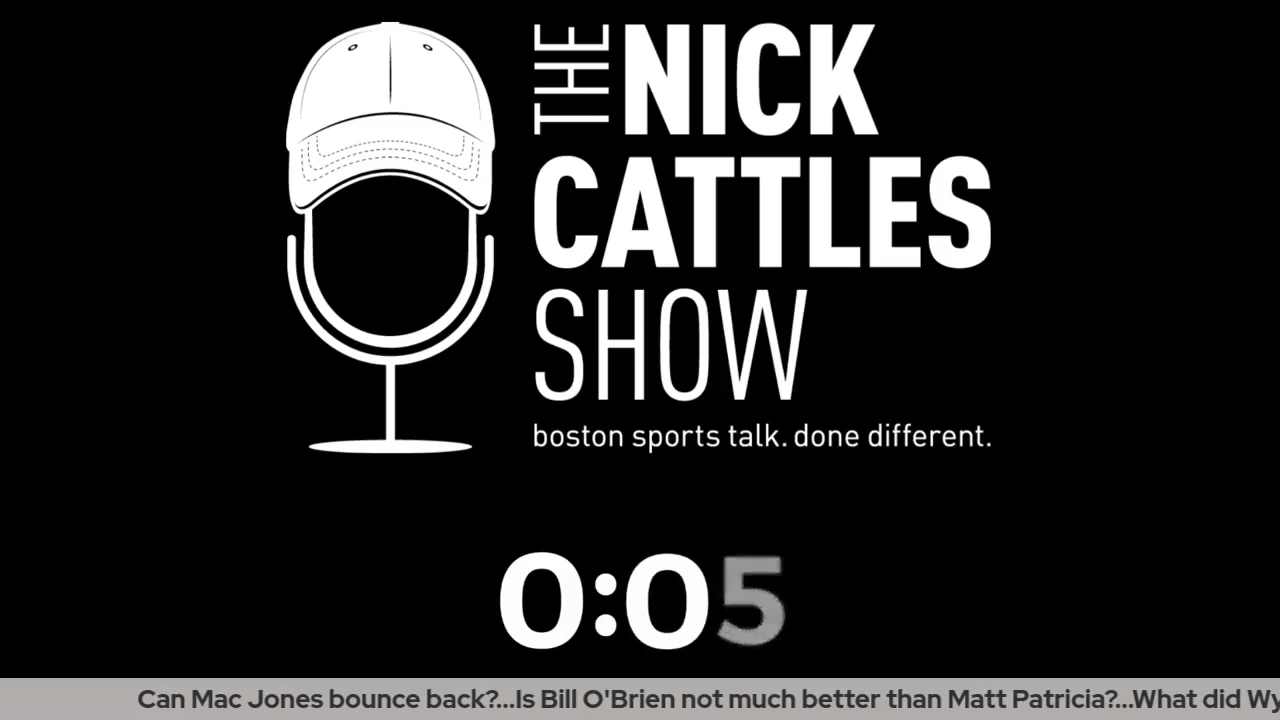 THE NICK
CATTLES
SHOW
boston sports talk. done different.
0:05
Can Mac Jones bounce back?...Is Bill O'Brien not much better than Matt Patricia?...What did